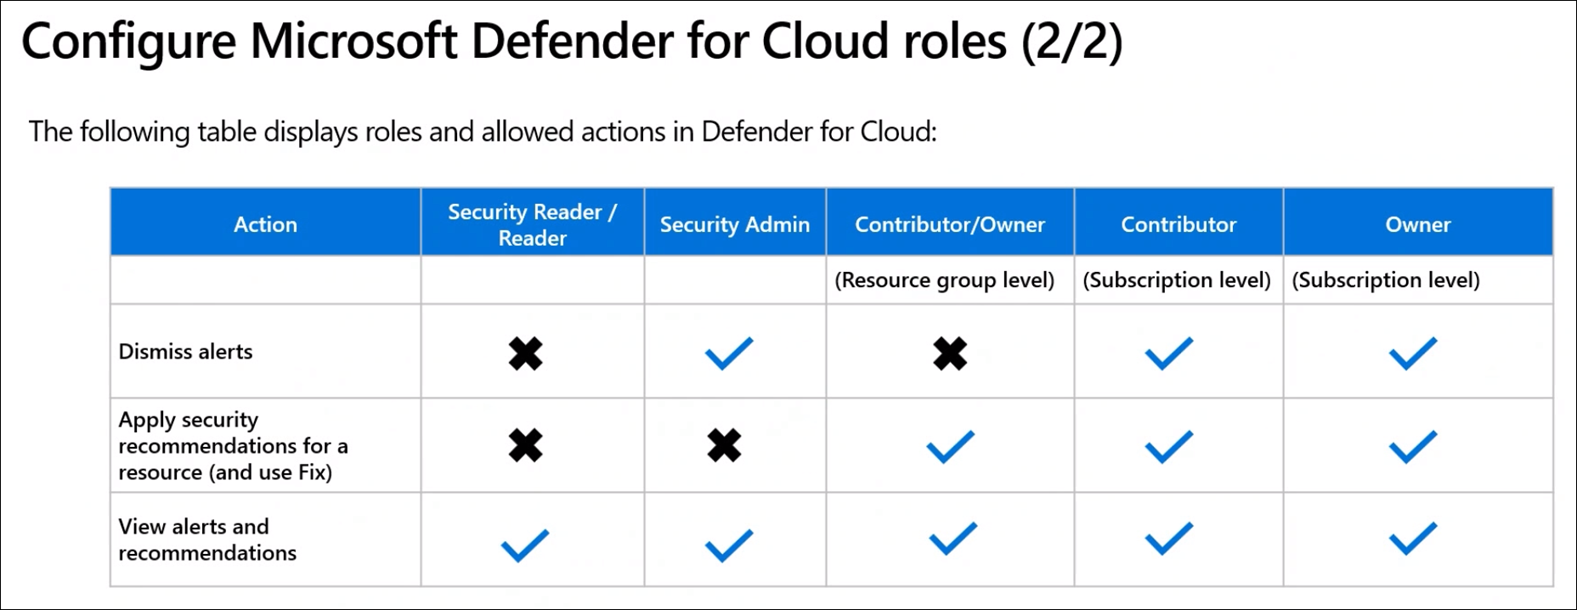 Configure Microsoft Defender for Cloud roles (2/2)
The following table displays roles and allowed actions in Defender for Cloud:
Action
Security Reader /
Reader
Security Admin
Contributor/Owner
Contributor
Owner
(Resource group level)
(Subscription level)
(Subscription level)
Dismiss alerts
Apply security
recommendations for a
resource (and use Fix)
View alerts and
recommendations